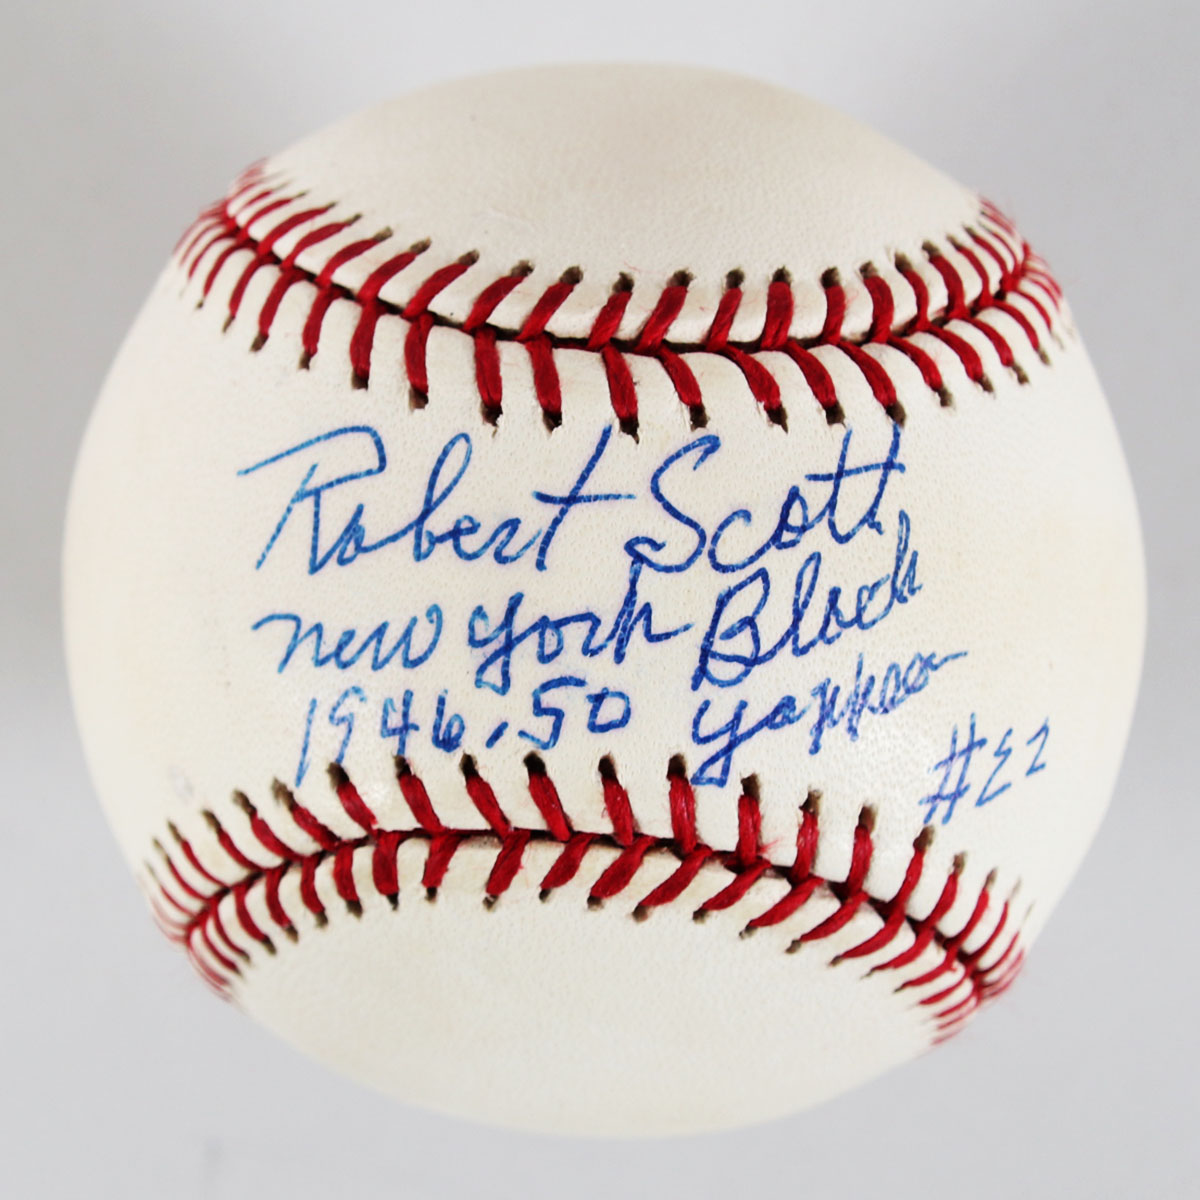 Robert Scott
New York Black
1946-50 Yankees
#22